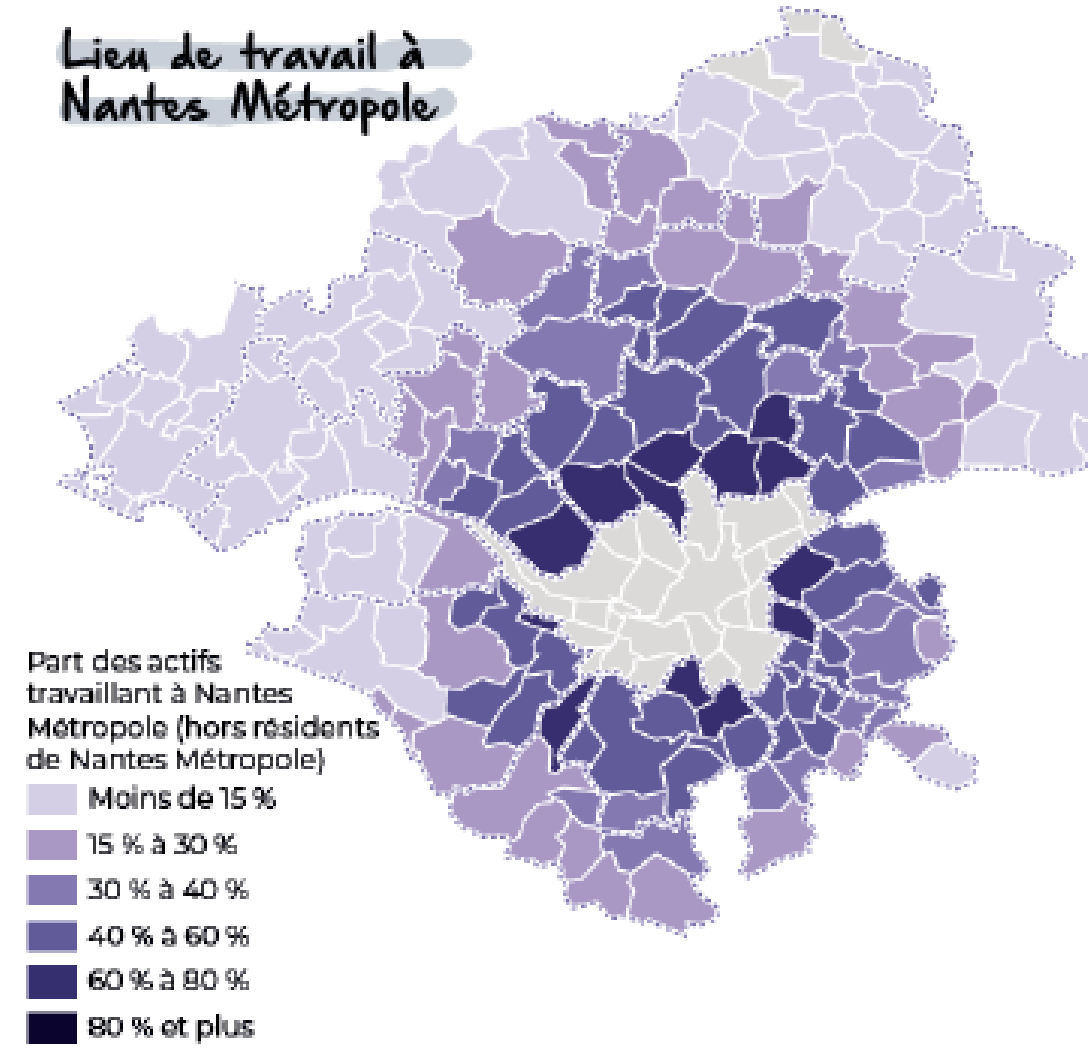 Lieu de travail à
Nantes Métropole
Part des actifs
travaillant à Nantes
Métropole (hors résidents
de Nantes Métropole)
Moins de 15 %
15 % à 30 %
30 % à 40 %
40 % à 60 %
60 % à 80 %
80 % et plus